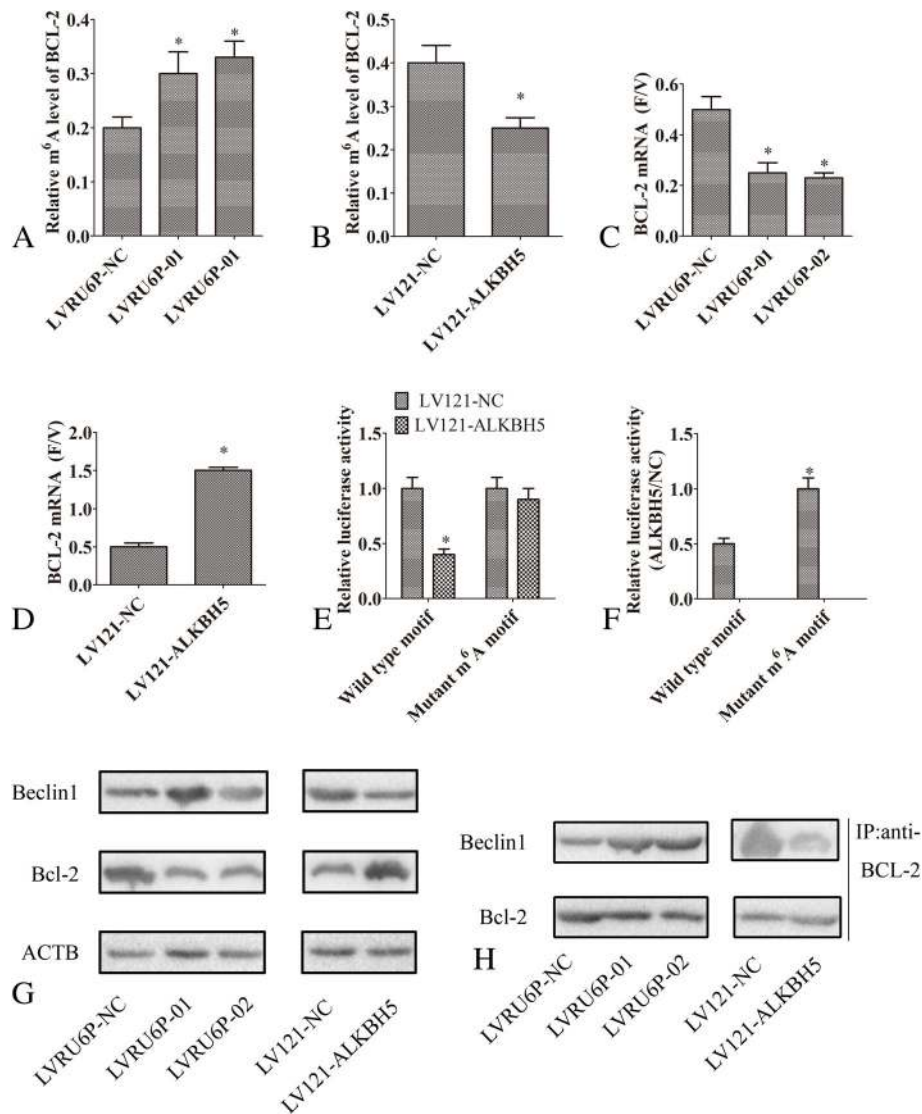 Relative m⁶A level of BCL-2
0.4
0.3
0.2
0.1
0.0
*
*
LVRU6P-NC
LVRU6P-01
LVRU6P-01
A
Relative m⁶A level of BCL-2
0.5
0.4
0.3
0.2
0.1
0.0
*
LV121-NC
LV121-ALKBH5
B
BCL-2 mRNA (F/V)
0.6
0.4
0.2
0.0
*
*
LVRU6P-NC
LVRU6P-01
LVRU6P-02
C
BCL-2 mRNA (F/V)
2.0
1.5
1.0
0.5
0.0
*
LV121-NC
LV121-ALKBH5
D
LV121-NC
LV121-ALKBH5
Relative luciferase activity
1.5
1.0
0.5
0.0
*
Wild type motif
Mutant m⁶A motif
E
Relative luciferase activity
(ALKBH5/NC)
1.5
1.0
0.5
0.0
*
Wild type motif
Mutant m⁶A motif
F
Beclin1
Bcl-2
ACTB
LVRU6P-NC
LVRU6P-01
LVRU6P-02
LV121-NC
LV121-ALKBH5
G
Beclin1
Bcl-2
IP:anti-
BCL-2
LVRU6P-NC
LVRU6P-01
LVRU6P-02
LV121-NC
LV121-ALKBH5
H